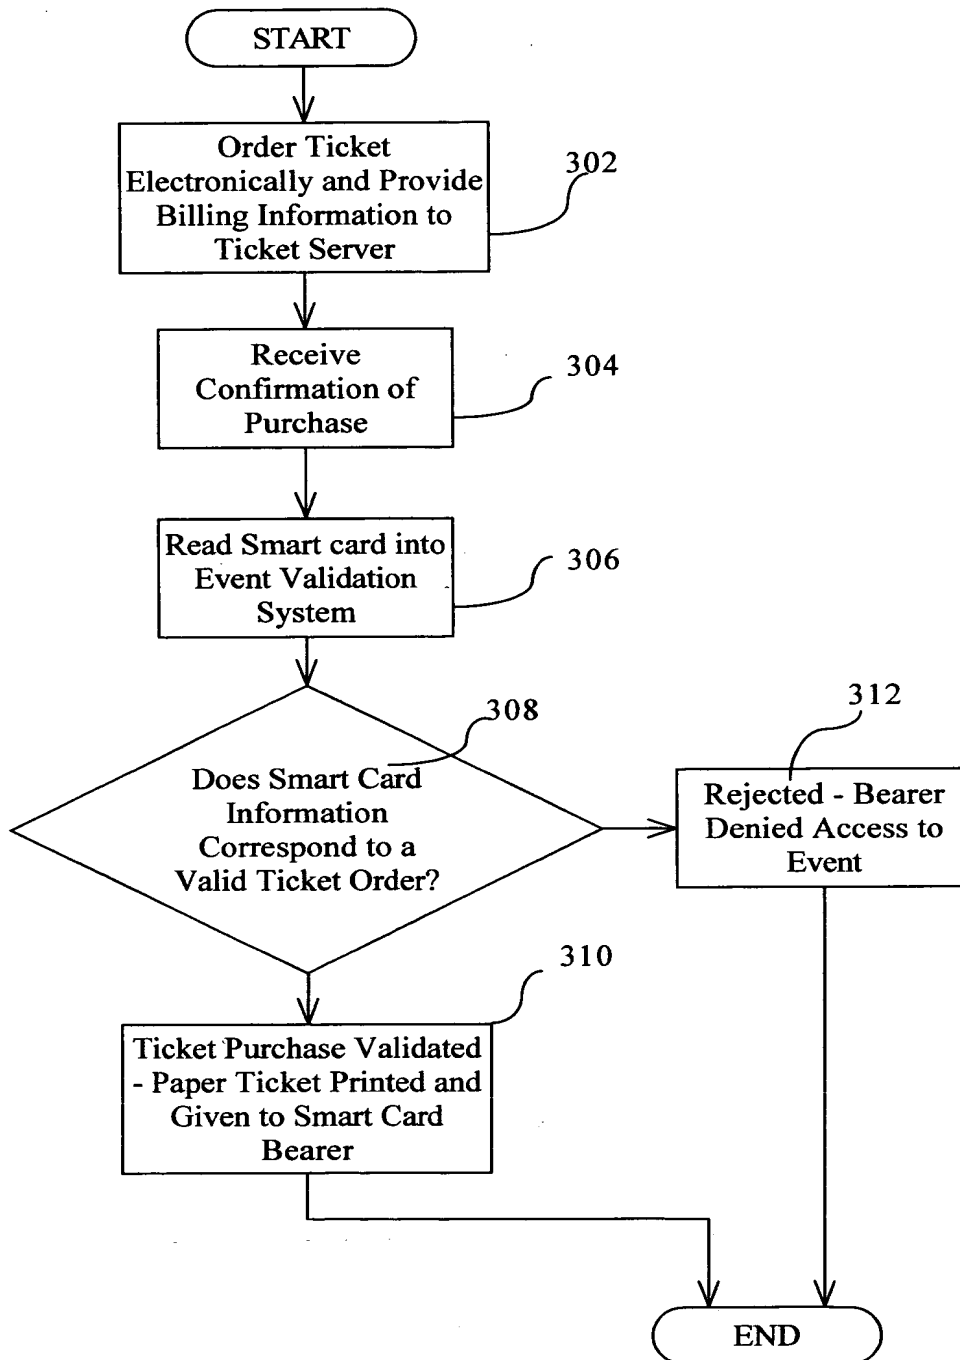 START
Order Ticket
Electronically and Provide
Billing Information to
Ticket Server
302
Receive
Confirmation of
Purchase
304
Read Smart card into
Event Validation
System
306
308
Does Smart Card
Information
Correspond to a
Valid Ticket Order?
312
Rejected - Bearer
Denied Access to
Event
310
Ticket Purchase Validated
- Paper Ticket Printed and
Given to Smart Card
Bearer
END